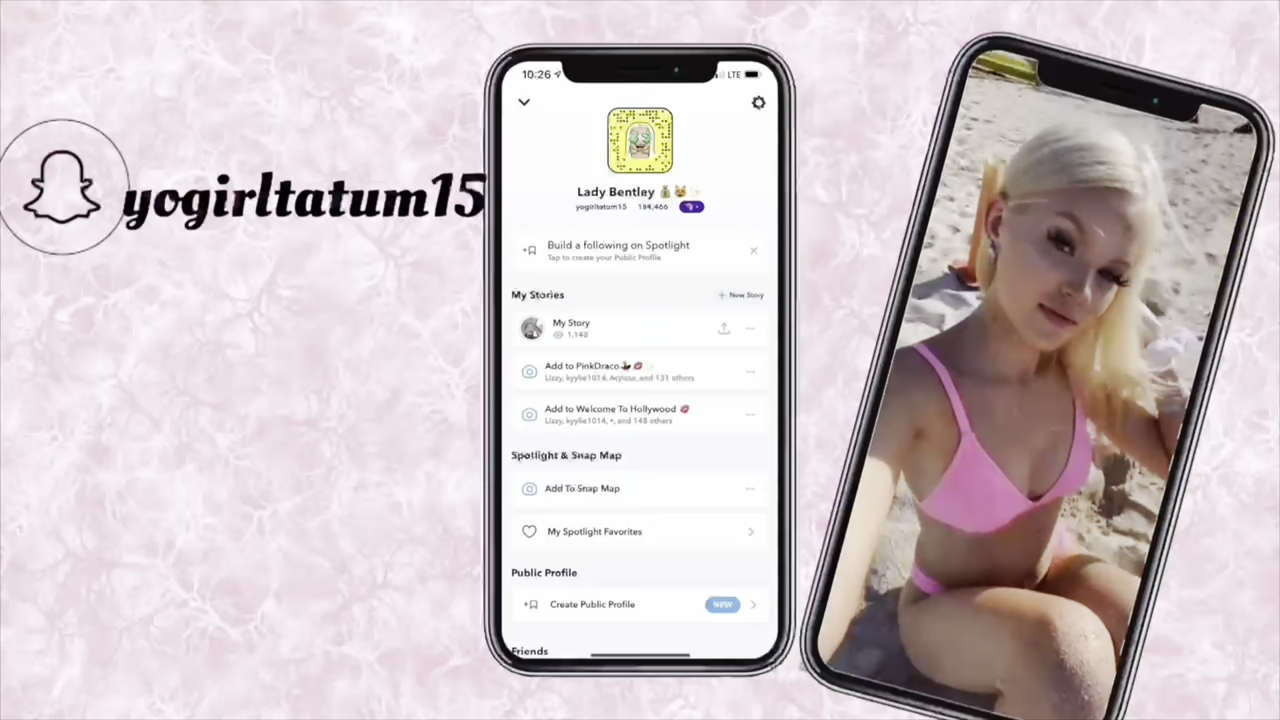 yogirltatum15
10:26
LTE
Lady Bentley 💰😼✨
yogirltatum15 184,466
Build a following on Spotlight
Tap to create your Public Profile
My Stories
+ New Story
My Story
1,140
Add to PinkDraco
Lizzy, kyylie1014, and 131 others
Add to Welcome To Hollywood 💋
Lizzy, kyylie1014, •, and 148 others
Spotlight & Snap Map
Add To Snap Map
My Spotlight Favorites
Public Profile
Create Public Profile
NEW
Friends